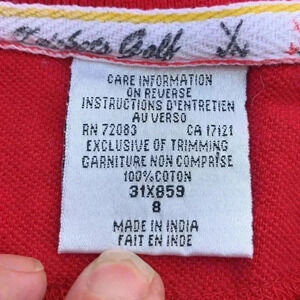 Golf
CARE INFORMATION
ON REVERSE
INSTRUCTIONS D'ENTRETIEN
AU VERSO
RN 72083 CA 17121
EXCLUSIVE OF TRIMMING
GARNITURE NON COMPRISE
100% COTON
31X859
8
MADE IN INDIA
FAIT EN INDE